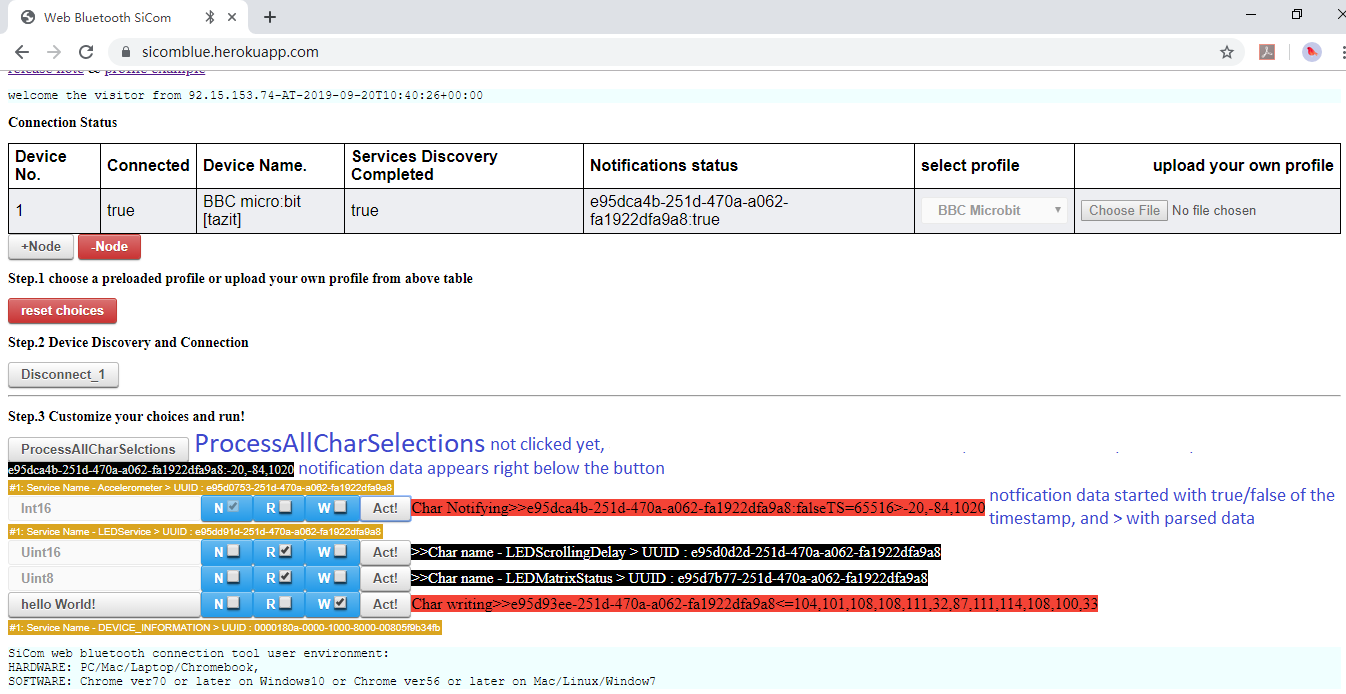 Web Bluetooth SiCom
sicomblue.herokuapp.com
release note & profile example
welcome the visitor from 92.15.153.74-AT-2019-09-20T10:40:26+00:00
Connection Status
Device No. Connected Device Name. Services Discovery Completed Notifications status select profile upload your own profile
1 true BBC micro:bit [tazit] true e95dca4b-251d-470a-a062-fa1922dfa9a8:true BBC Microbit Choose File No file chosen
+Node -Node
Step.1 choose a preloaded profile or upload your own profile from above table
reset choices
Step.2 Device Discovery and Connection
Disconnect_1
Step.3 Customize your choices and run!
ProcessAllCharSelctions ProcessAllCharSelections not clicked yet,
e95dca4b-251d-470a-a062-fa1922dfa9a8:-20,-84,1020 notification data appears right below the button
#1: Service Name - Accelerometer > UUID : e95d0753-251d-470a-a062-fa1922dfa9a8
Int16 N R W Act! Char Notifying>>e95dca4b-251d-470a-a062-fa1922dfa9a8:falseTS=65516>-20,-84,1020
notfication data started with true/false of the
timestamp, and > with parsed data
#1: Service Name - LEDService > UUID : e95dd91d-251d-470a-a062-fa1922dfa9a8
Uint16 N R W Act! >>Char name - LEDScrollingDelay > UUID : e95d0d2d-251d-470a-a062-fa1922dfa9a8
Uint8 N R W Act! >>Char name - LEDMatrixStatus > UUID : e95d7b77-251d-470a-a062-fa1922dfa9a8
hello World! N R W Act! Char writing>>e95d93ee-251d-470a-a062-fa1922dfa9a8<=104,101,108,108,111,32,87,111,114,108,100,33
#1: Service Name - DEVICE_INFORMATION > UUID : 0000180a-0000-1000-8000-00805f9b34fb
SiCom web bluetooth connection tool user environment:
HARDWARE: PC/Mac/Laptop/Chromebook,
SOFTWARE: Chrome ver70 or later on Windows10 or Chrome ver56 or later on Mac/Linux/Window7